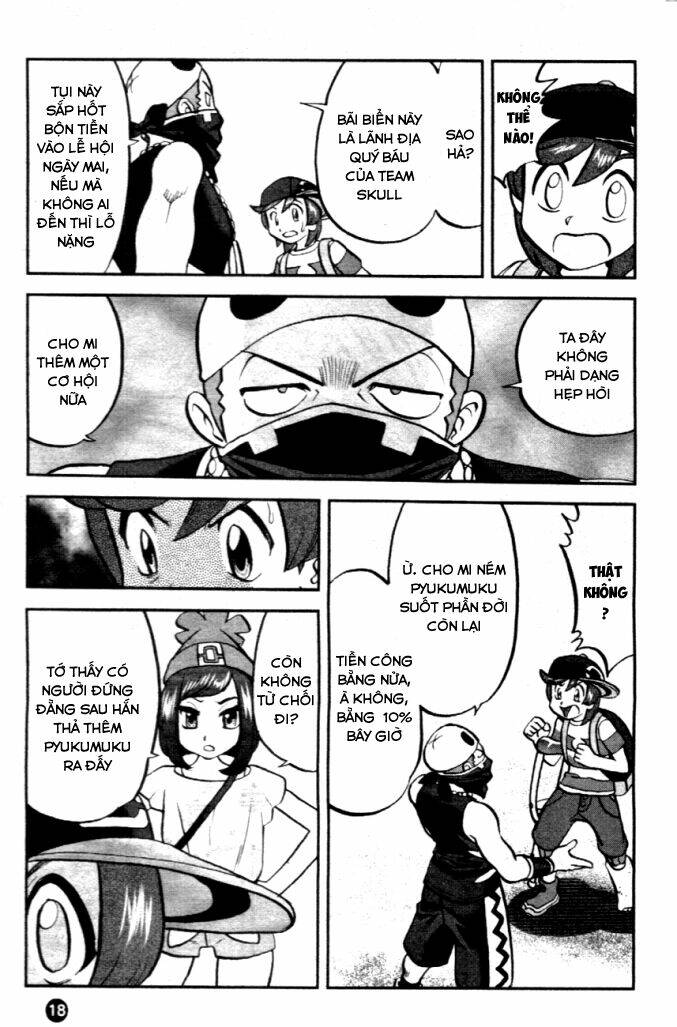 KHÔNG
THỂ
NÀO!
SAO
HẢ?
BÃI BIỂN NÀY
LÀ LÃNH ĐỊA
QUÝ BÁU
CỦA TEAM
SKULL
TỤI NÀY
SẮP HỐT
BỘN TIỀN
VÀO LỄ HỘI
NGÀY MAI,
NẾU MÀ
KHÔNG AI
ĐẾN THÌ LỖ
NẶNG
TA ĐÂY
KHÔNG
PHẢI DẠNG
HẸP HÒI
CHO MI
THÊM MỘT
CƠ HỘI
NỮA
THẬT
KHÔNG
?
Ừ. CHO MI NÉM
PYUKUMUKU
SUỐT PHẦN ĐỜI
CÒN LẠI
TIỀN CÔNG
BẰNG NỬA,
À KHÔNG,
BẰNG 10%
BÂY GIỜ
CÒN
KHÔNG
TỪ CHỐI
ĐI?
TỚ THẤY CÓ
NGƯỜI ĐỨNG
ĐẰNG SAU HẮN
THẢ THÊM
PYUKUMUKU
RA ĐẤY
18